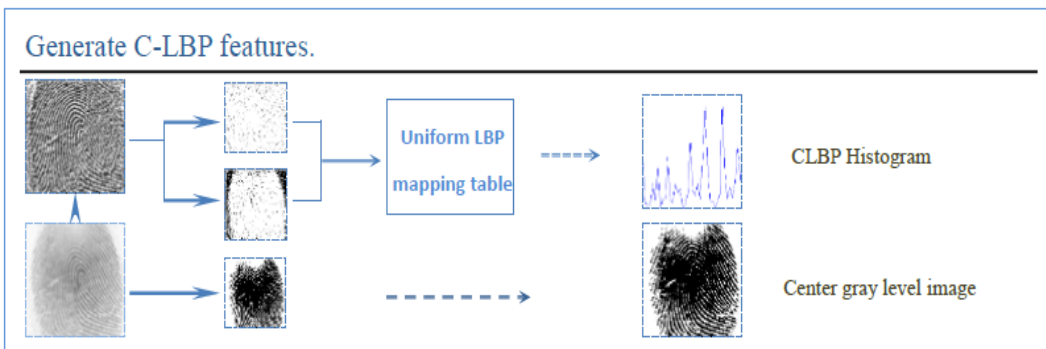 Generate C-LBP features.
Uniform LBP
mapping table
CLBP Histogram
Center gray level image